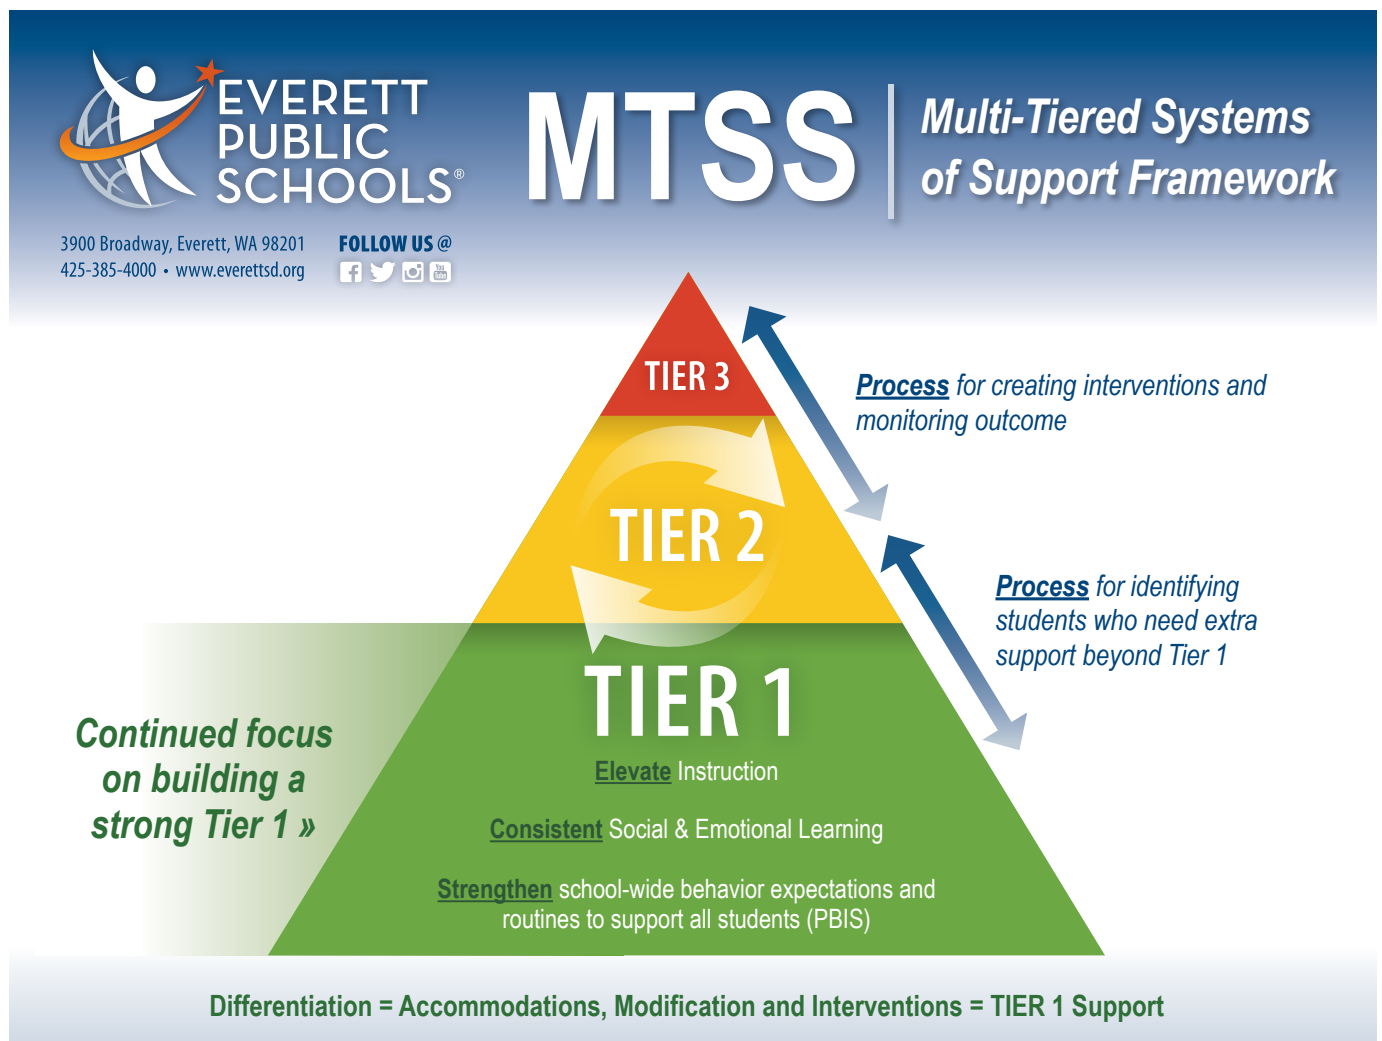 EVERETT
PUBLIC
SCHOOLS®
MTSS
Multi-Tiered Systems
of Support Framework
3900 Broadway, Everett, WA 98201
425-385-4000 • www.everettsd.org
FOLLOW US @
You
Tube
TIER 3
Process for creating interventions and
monitoring outcome
TIER 2
Process for identifying
students who need extra
support beyond Tier 1
TIER 1
Continued focus
on building a
strong Tier 1 »
Elevate Instruction
Consistent Social & Emotional Learning
Strengthen school-wide behavior expectations and
routines to support all students (PBIS)
Differentiation = Accommodations, Modification and Interventions = TIER 1 Support